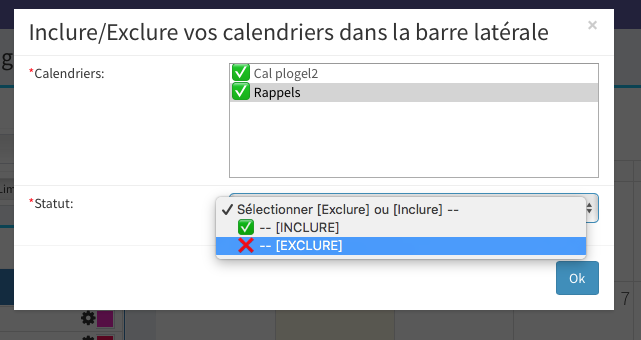 Inclure/Exclure vos calendriers dans la barre latérale ×
*Calendriers:
✅ Cal plogel2
✅ Rappels
*Statut:
✓ Sélectionner [Exclure] ou [Inclure] --
✅ -- [INCLURE]
❌ -- [EXCLURE]
Ok
7